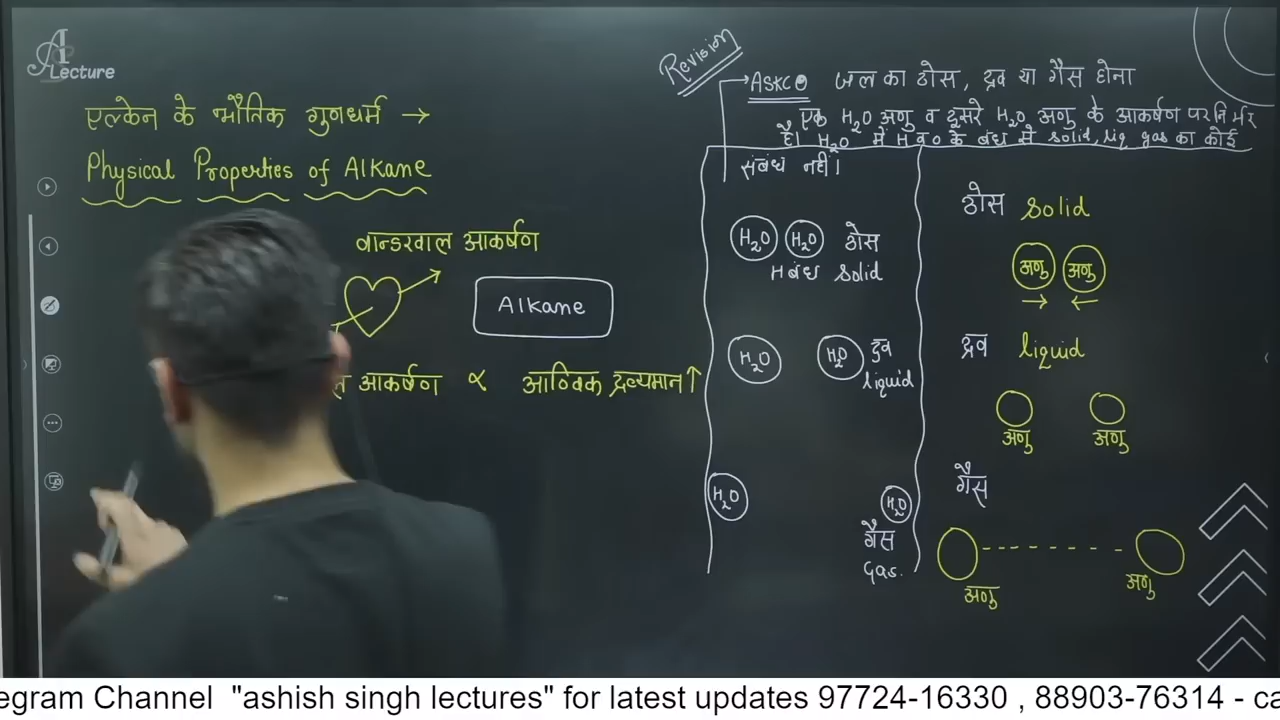 A Lecture
एल्केन के भौतिक गुणधर्म →
Physical Properties of Alkane
वान्डरवाल आकर्षण
Alkane
आकर्षण ∝ आण्विक द्रव्यमान ↑
Revision
ASKC जल का ठोस, द्रव या गैस होना
एक H₂O अणु व दूसरे H₂O अणु के आकर्षण पर निर्भर
है। H₂O में H व O के बंध से solid, liq gas का कोई
संबंध नहीं।
H₂O H₂O ठोस
H बंध solid
H₂O H₂O द्रव
liquid
H₂O H₂O
गैस
Gas.
ठोस solid
अणु अणु
→ ←
द्रव liquid
अणु अणु
गैस
अणु अणु
egram Channel "ashish singh lectures" for latest updates 97724-16330 , 88903-76314 - ca